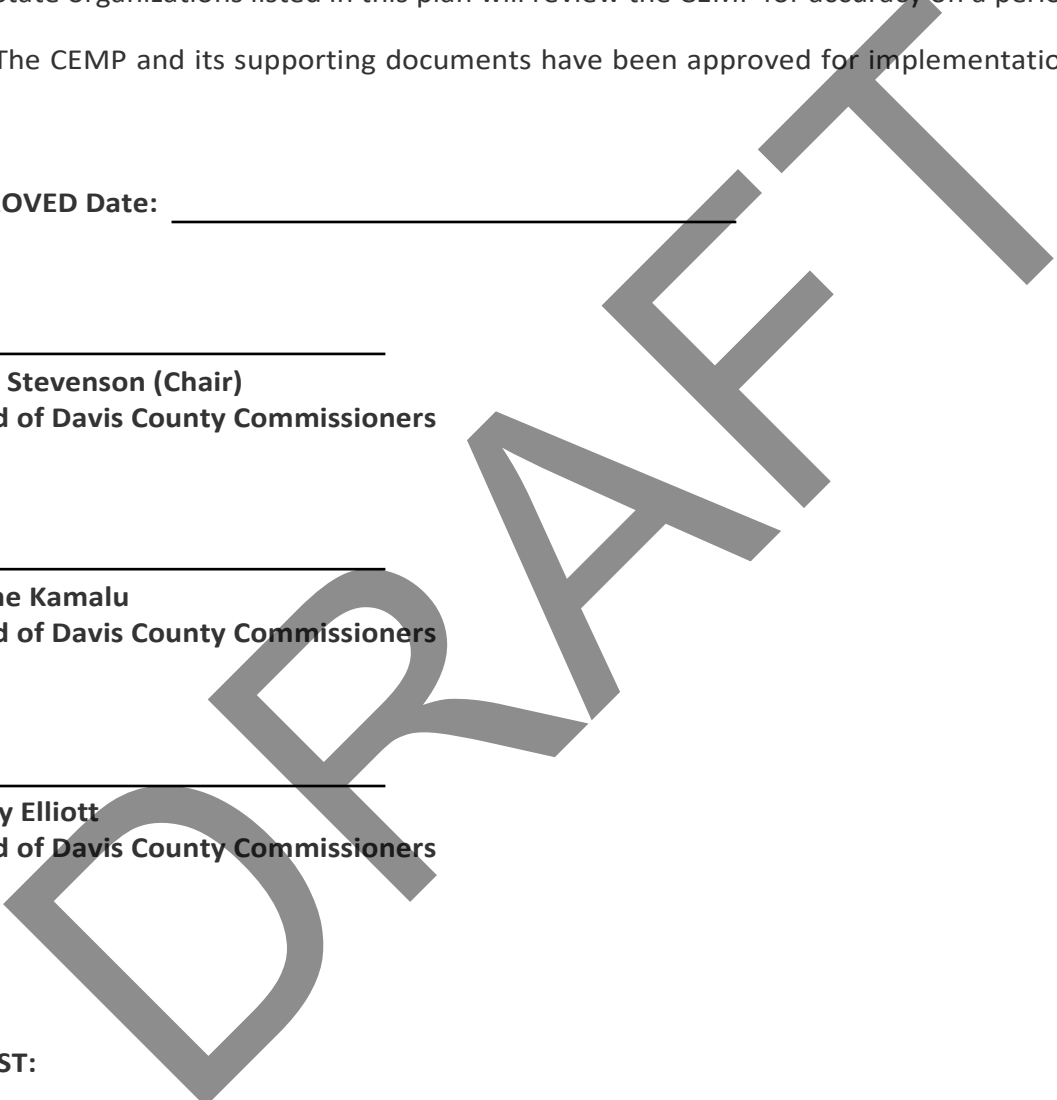 state organizations listed in this plan will review the CEMP for accuracy on a
The CEMP and its supporting documents have been approved for
OVED Date:
Stevenson (Chair)
d of Davis County Commissioners
ne Kamalu
d of Davis County Commissioners
y Elliott
d of Davis County Commissioners
ST:
DRAFT